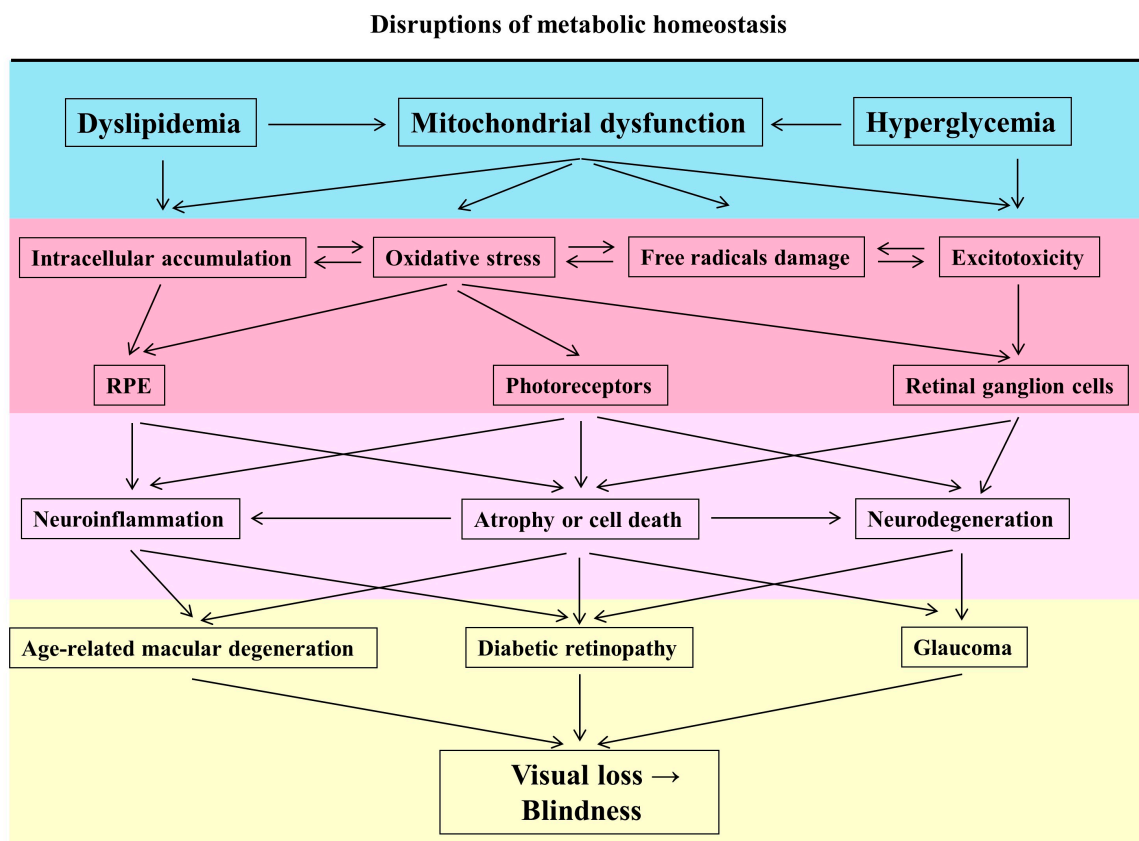 Disruptions of metabolic homeostasis
Dyslipidemia
Mitochondrial dysfunction
Hyperglycemia
Intracellular accumulation
Oxidative stress
Free radicals damage
Excitotoxicity
RPE
Photoreceptors
Retinal ganglion cells
Neuroinflammation
Atrophy or cell death
Neurodegeneration
Age-related macular degeneration
Diabetic retinopathy
Glaucoma
Visual loss →
Blindness